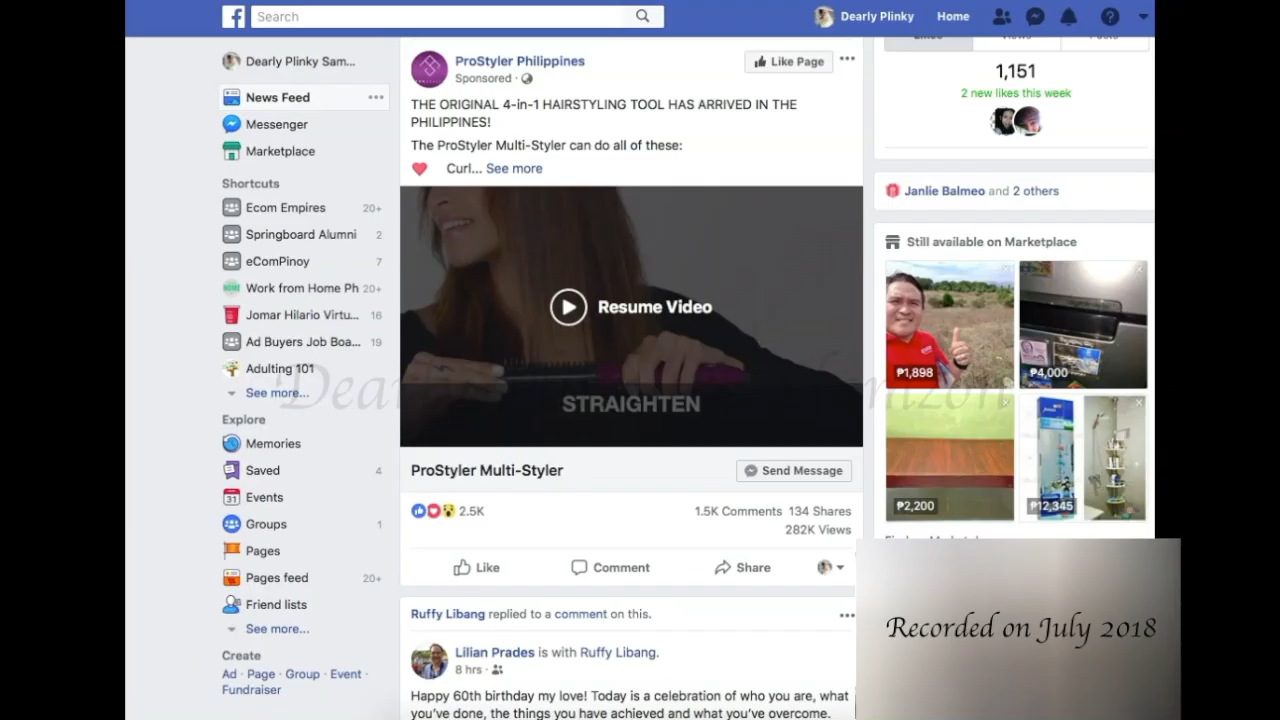 Search
Dearly Plinky
Home
Dearly Plinky Sam...
News Feed
Messenger
Marketplace
Shortcuts
Ecom Empires 20+
Springboard Alumni 2
eComPinoy 7
Work from Home Ph 20+
Jomar Hilario Virtu... 16
Ad Buyers Job Boa... 19
Adulting 101
See more...
Explore
Memories
Saved 4
Events
Groups 1
Pages
Pages feed 20+
Friend lists
See more...
Create
Ad · Page · Group · Event ·
Fundraiser
ProStyler Philippines
Sponsored ·
Like Page
THE ORIGINAL 4-in-1 HAIRSTYLING TOOL HAS ARRIVED IN THE
PHILIPPINES!
The ProStyler Multi-Styler can do all of these:
Curl... See more
Resume Video
STRAIGHTEN
ProStyler Multi-Styler
Send Message
2.5K
1.5K Comments 134 Shares
282K Views
Like
Comment
Share
Ruffy Libang replied to a comment on this.
Lilian Prades is with Ruffy Libang.
8 hrs ·
Happy 60th birthday my love! Today is a celebration of who you are, what
you've done, the things you have achieved and what you've overcome.
1,151
2 new likes this week
Janlie Balmeo and 2 others
Still available on Marketplace
₱1,898
₱4,000
₱2,200
₱12,345
Recorded on July 2018